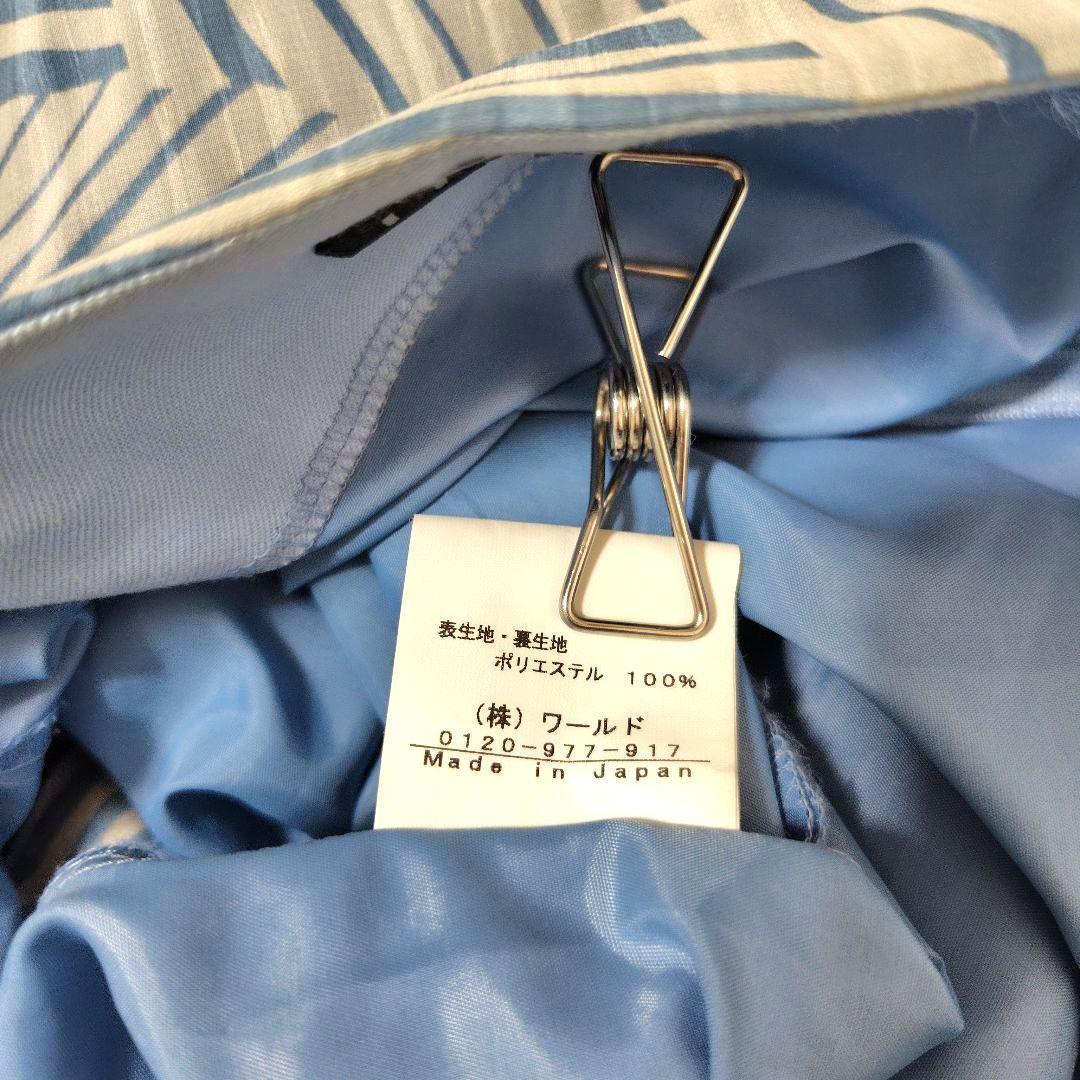 表生地・裏生地
ポリエステル 100%
(株)ワールド
0120-977-917
Made in Japan